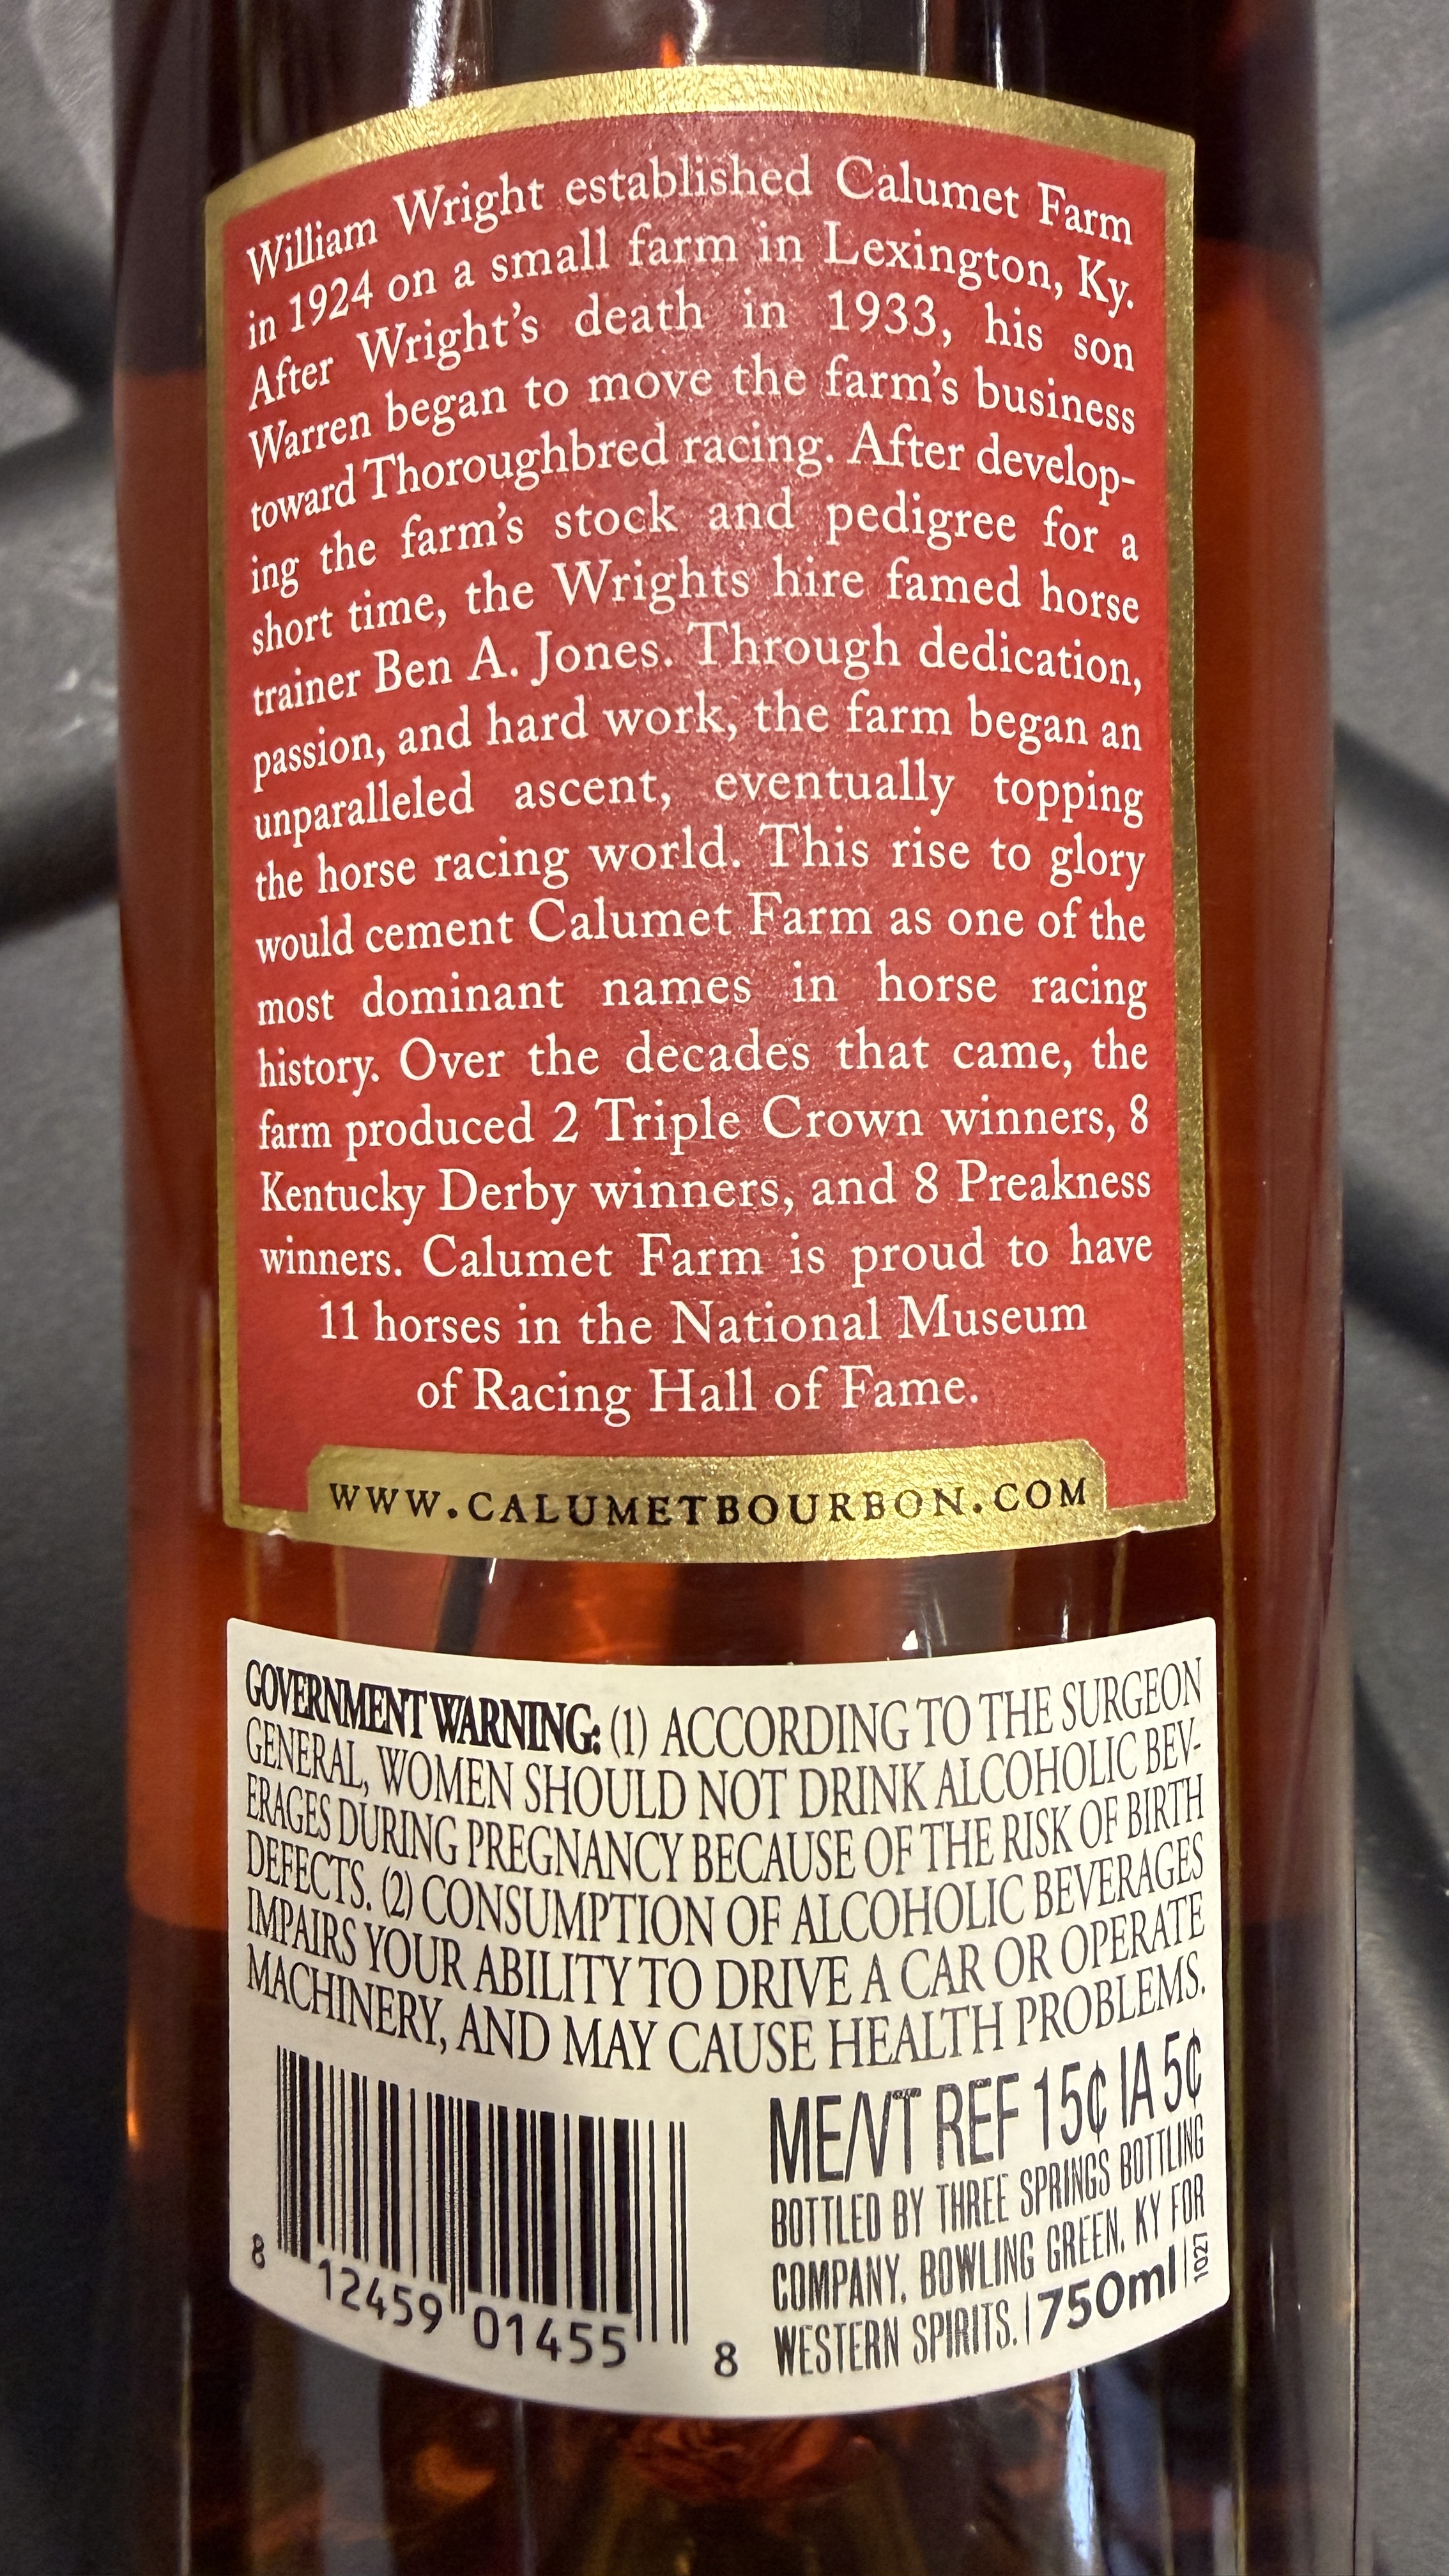 William Wright established Calumet Farm
in 1924 on a small farm in Lexington, Ky.
After Wright's death in 1933, his son
Warren began to move the farm's business
toward Thoroughbred racing. After develop-
ing the farm's stock and pedigree for a
short time, the Wrights hire famed horse
trainer Ben A. Jones. Through dedication,
passion, and hard work, the farm began an
unparalleled ascent, eventually topping
the horse racing world. This rise to glory
would cement Calumet Farm as one of the
most dominant names in horse racing
history. Over the decades that came, the
farm produced 2 Triple Crown winners, 8
Kentucky Derby winners, and 8 Preakness
winners. Calumet Farm is proud to have
11 horses in the National Museum
of Racing Hall of Fame.
WWW.CALUMETBOURBON.COM
GOVERNMENT WARNING: (1) ACCORDING TO THE SURGEON
GENERAL, WOMEN SHOULD NOT DRINK ALCOHOLIC BEV-
ERAGES DURING PREGNANCY BECAUSE OF THE RISK OF BIRTH
DEFECTS. (2) CONSUMPTION OF ALCOHOLIC BEVERAGES
IMPAIRS YOUR ABILITY TO DRIVE A CAR OR OPERATE
MACHINERY, AND MAY CAUSE HEALTH PROBLEMS.
ME/VT REF 15¢ IA 5¢
BOTTLED BY THREE SPRINGS BOTTLING
COMPANY, BOWLING GREEN, KY FOR
WESTERN SPIRITS. | 750ml | 1021
8 12459 01455 8